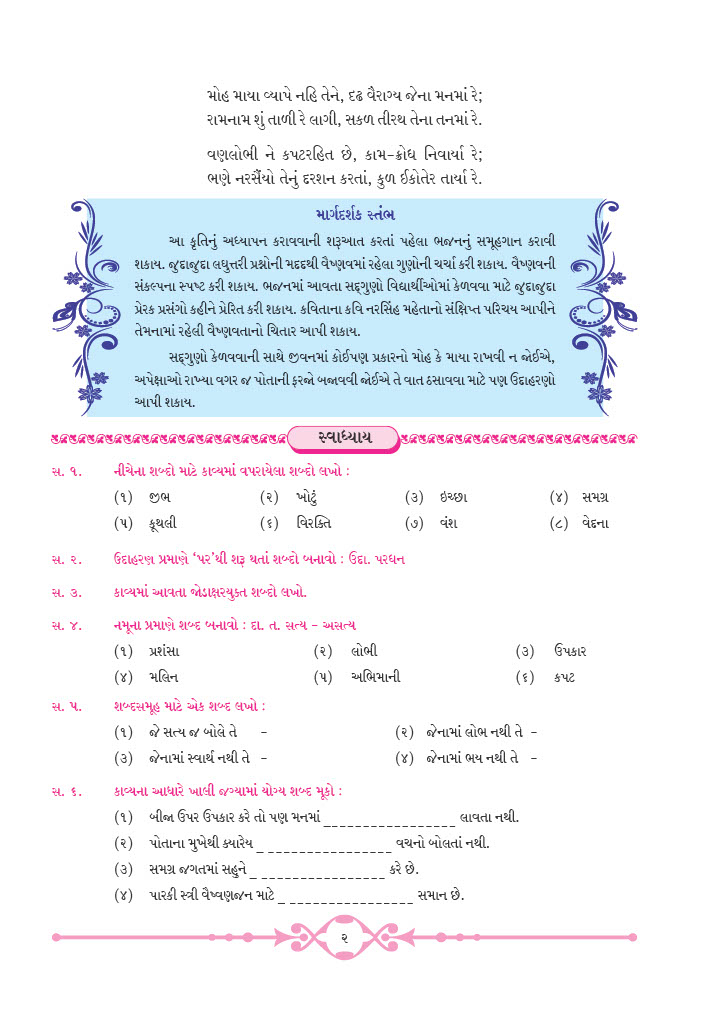 મોહ માયા વ્યાપે નહિ તેને, દઢ વૈરાગ્ય જેના મનમાં રે;
રામનામ શું તાળી રે લાગી, સકળ તીરથ તેના તનમાં રે.
વણલોભી ને કપટરહિત છે, કામ-ક્રોધ નિવાર્યા રે;
ભણે નરસૈંયો તેનું દરશન કરતાં, કુળ ઈકોતેર તાર્યા રે.
માર્ગદર્શક સ્તંભ
આ કૃતિનું અધ્યાપન કરાવવાની શરૂઆત કરતાં પહેલા ભજનનું સમૂહગાન કરાવી
શકાય. જુદાજુદા લઘુત્તરી પ્રશ્નોની મદદથી વૈષ્ણવમાં રહેલા ગુણોની ચર્ચા કરી શકાય. વૈષ્ણવની
સંકલ્પના સ્પષ્ટ કરી શકાય. ભજનમાં આવતા સદ્ગુણો વિદ્યાર્થીઓમાં કેળવવા માટે જુદાજુદા
પ્રેરક પ્રસંગો કહીને પ્રેરિત કરી શકાય. કવિતાના કવિ નરસિંહ મહેતાનો સંક્ષિપ્ત પરિચય આપીને
તેમનામાં રહેલી વૈષ્ણવતાનો ચિતાર આપી શકાય.
સદ્ગુણો કેળવવાની સાથે જીવનમાં કોઈપણ પ્રકારનો મોહ કે માયા રાખવી ન જોઈએ,
અપેક્ષાઓ રાખ્યા વગર જ પોતાની ફરજો બજવવી જોઈએ તે વાત ઠસાવવા માટે પણ ઉદાહરણો
આપી શકાય.
સ્વાધ્યાય
સ. ૧. નીચેના શબ્દો માટે કાવ્યમાં વપરાયેલા શબ્દો લખો :
(૧) જીભ (૨) ખોટું (૩) ઇચ્છા (૪) સમગ્ર
(૫) કૂથલી (૬) વિરક્તિ (૭) વંશ (૮) વેદના
સ. ૨. ઉદાહરણ પ્રમાણે ‘પર’થી શરૂ થતાં શબ્દો બનાવો : ઉદા. પરધન
સ. ૩. કાવ્યમાં આવતા જોડાક્ષરયુક્ત શબ્દો લખો.
સ. ૪. નમૂના પ્રમાણે શબ્દ બનાવો : દા. ત. સત્ય - અસત્ય
(૧) પ્રશંસા (૨) લોભી (૩) ઉપકાર
(૪) મલિન (૫) અભિમાની (૬) કપટ
સ. ૫. શબ્દસમૂહ માટે એક શબ્દ લખો :
(૧) જે સત્ય જ બોલે તે - (૨) જેનામાં લોભ નથી તે -
(૩) જેનામાં સ્વાર્થ નથી તે - (૪) જેનામાં ભય નથી તે -
સ. ૬. કાવ્યના આધારે ખાલી જગ્યામાં યોગ્ય શબ્દ મૂકો :
(૧) બીજા ઉપર ઉપકાર કરે તો પણ મનમાં _________________ લાવતા નથી.
(૨) પોતાના મુખેથી ક્યારેય _ ________________ વચનો બોલતાં નથી.
(૩) સમગ્ર જગતમાં સહુને _ ________________ કરે છે.
(૪) પારકી સ્ત્રી વૈષ્વણજન માટે _ ________________ સમાન છે.
૨